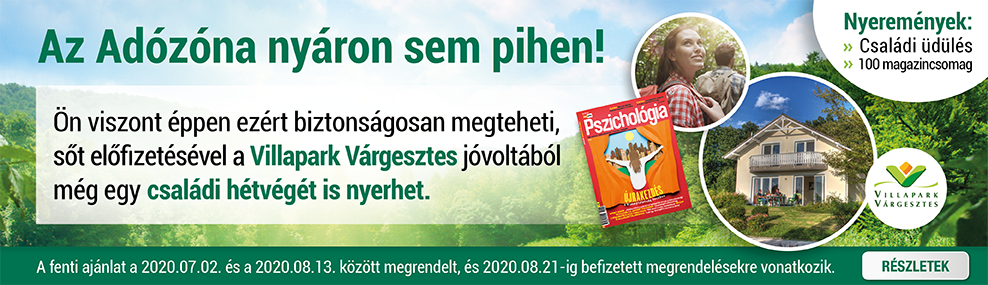 Az Adózóna nyáron sem pihen!
Ön viszont éppen ezért biztonságosan megteheti,
sőt előfizetésével a Villapark Várgesztes jóvoltából
még egy családi hétvégét is nyerhet.
Nyeremények:
» Családi üdülés
» 100 magazincsomag
Pszichológia
ÚJRAKEZDÉS
VILLAPARK
VÁRGESZTES
A fenti ajánlat a 2020.07.02. és a 2020.08.13. között megrendelt, és 2020.08.21-ig befizetett megrendelésekre vonatkozik.
RÉSZLETEK